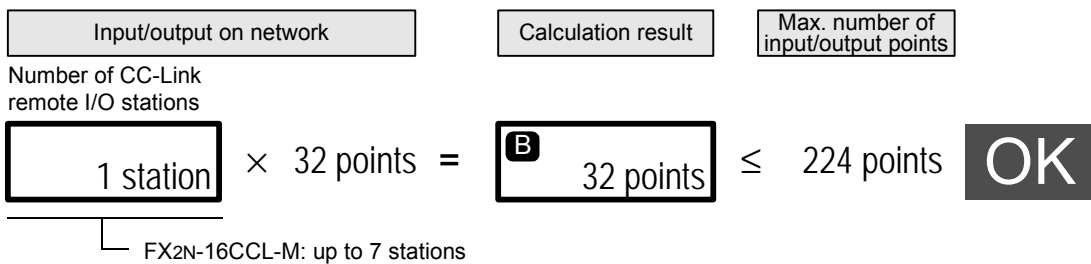 Input/output on network
Calculation result
Max. number of
input/output points
Number of CC-Link
remote I/O stations
1 station × 32 points = B 32 points ≤ 224 points OK
FX2N-16CCL-M: up to 7 stations